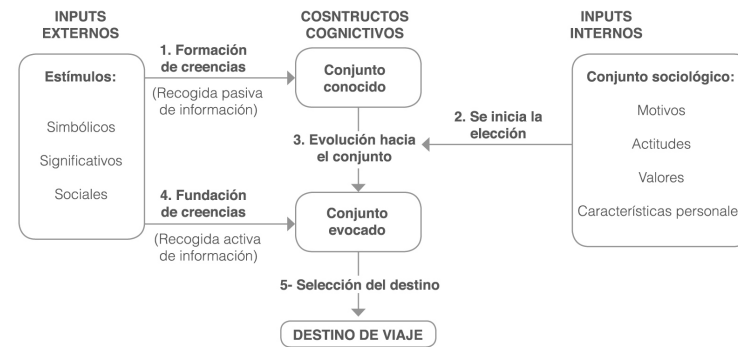 INPUTS
EXTERNOS
COSNTRUCTOS
COGNICTIVOS
INPUTS
INTERNOS
Estímulos:
Simbólicos
Significativos
Sociales
1. Formación
de creencias
(Recogida pasiva
de información)
Conjunto
conocido
2. Se inicia la
elección
Conjunto sociológico:
Motivos
Actitudes
Valores
Características personale
3. Evolución hacia
el conjunto
4. Fundación
de creencias
(Recogida activa
de información)
Conjunto
evocado
5- Selección del destino
DESTINO DE VIAJE